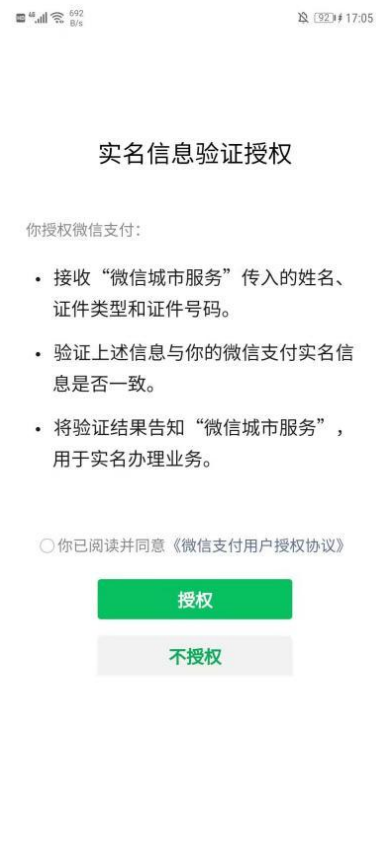 692
B/s
92
17:05
实名信息验证授权
你授权微信支付:
• 接收“微信城市服务”传入的姓名、
证件类型和证件号码。
• 验证上述信息与你的微信支付实名信
息是否一致。
• 将验证结果告知“微信城市服务”,
用于实名办理业务。
你已阅读并同意《微信支付用户授权协议》
授权
不授权